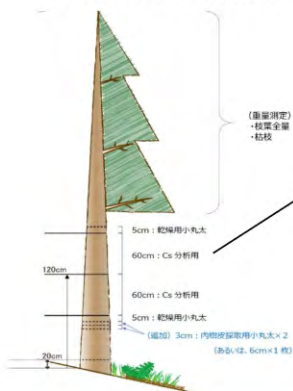 (重量測定)
・枝葉全量
・枯枝
5cm：乾燥用小丸太
60cm：Cs 分析用
120cm
60cm：Cs 分析用
5cm：乾燥用小丸太
(追加) 3cm：内樹皮採取用小丸太×2
(あるいは、6cm×1 枚)
20cm